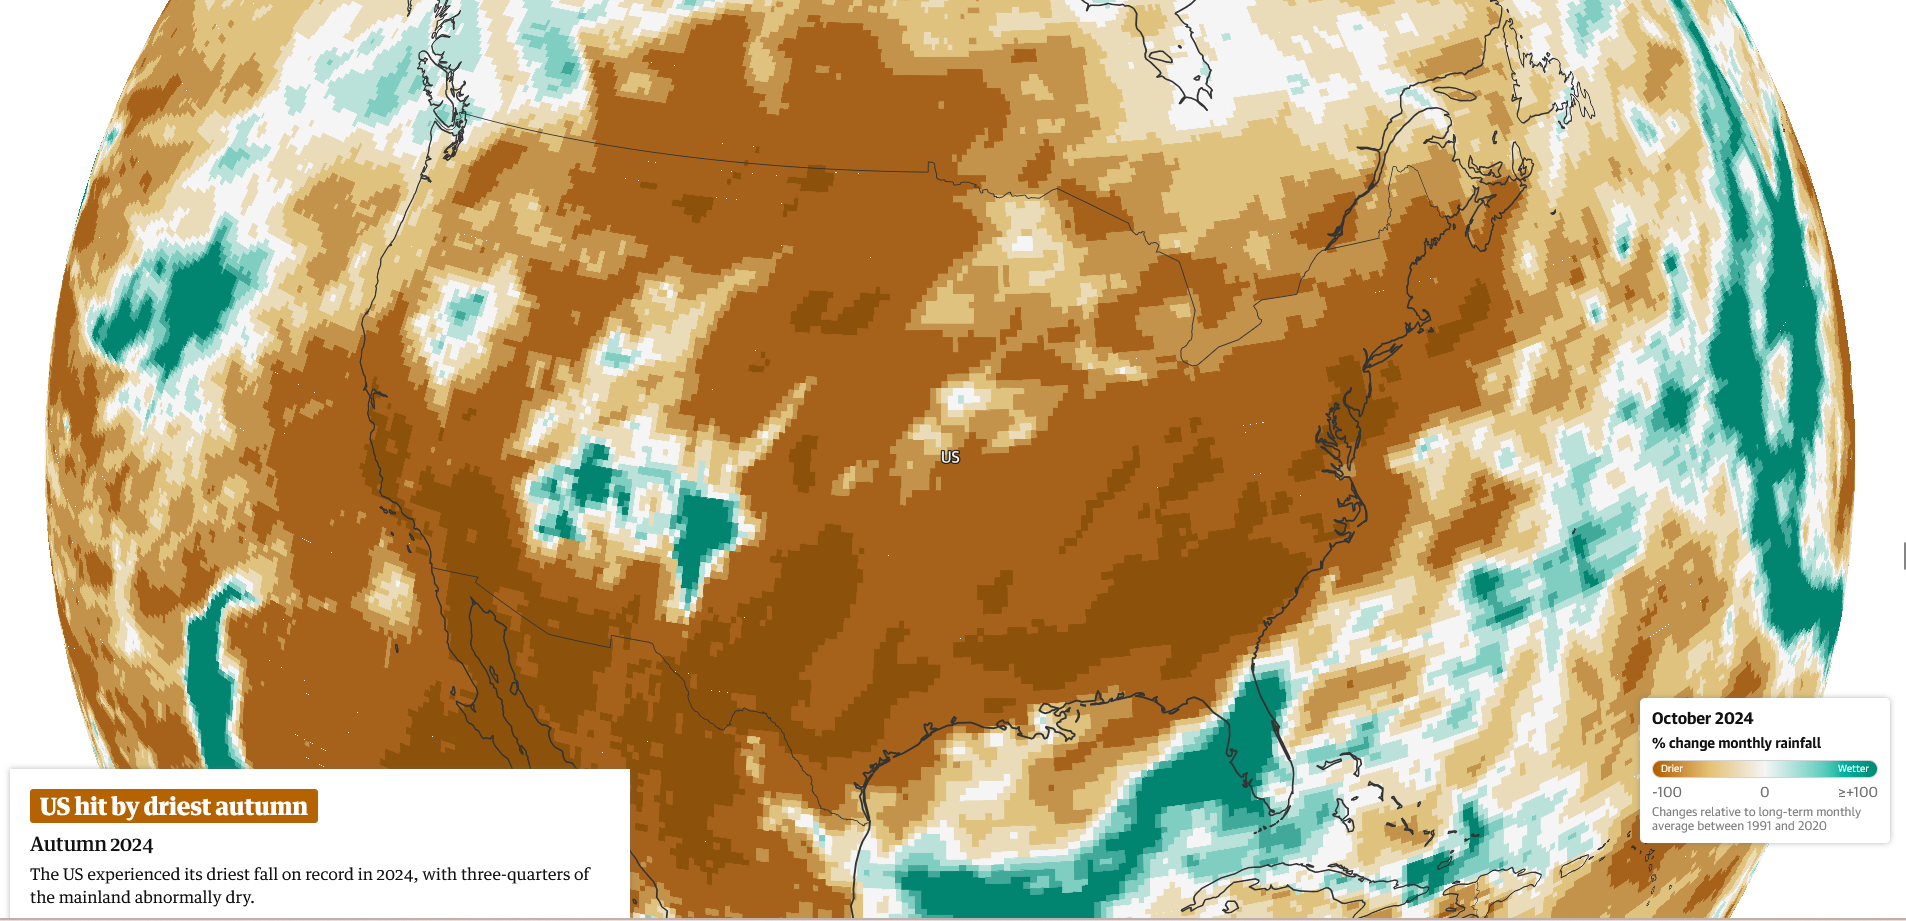 US
October 2024
% change monthly rainfall
Drier Wetter
-100 0 ≥+100
Changes relative to long-term monthly
average between 1991 and 2020
US hit by driest autumn
Autumn 2024
The US experienced its driest fall on record in 2024, with three-quarters of
the mainland abnormally dry.